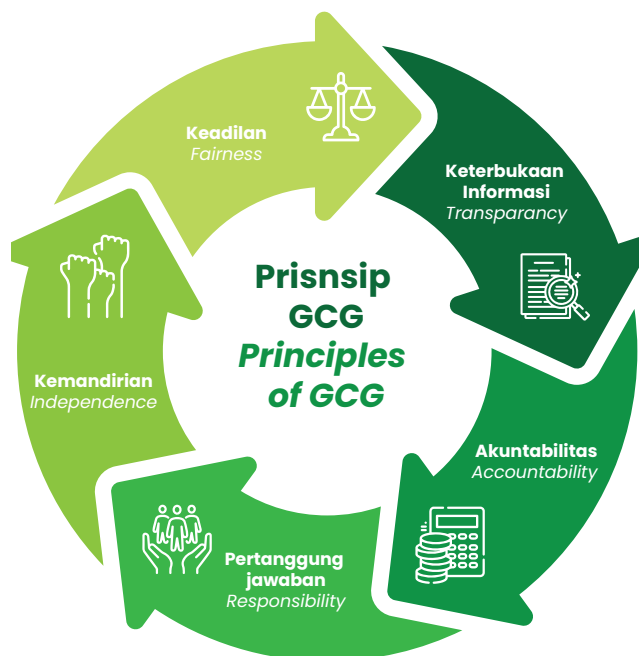 Prisnsip
GCG
Principles
of GCG
Keadilan
Fairness
Keterbukaan
Informasi
Transparancy
Akuntabilitas
Accountability
Pertanggung
jawaban
Responsibility
Kemandirian
Independence